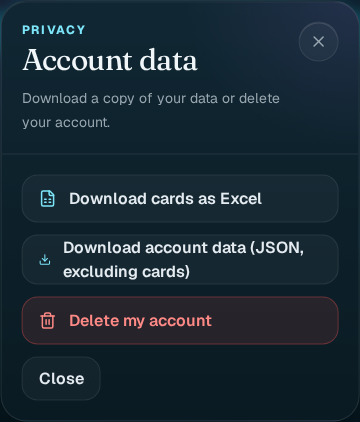 PRIVACY
Account data
Download a copy of your data or delete
your account.
Download cards as Excel
Download account data (JSON,
excluding cards)
Delete my account
Close